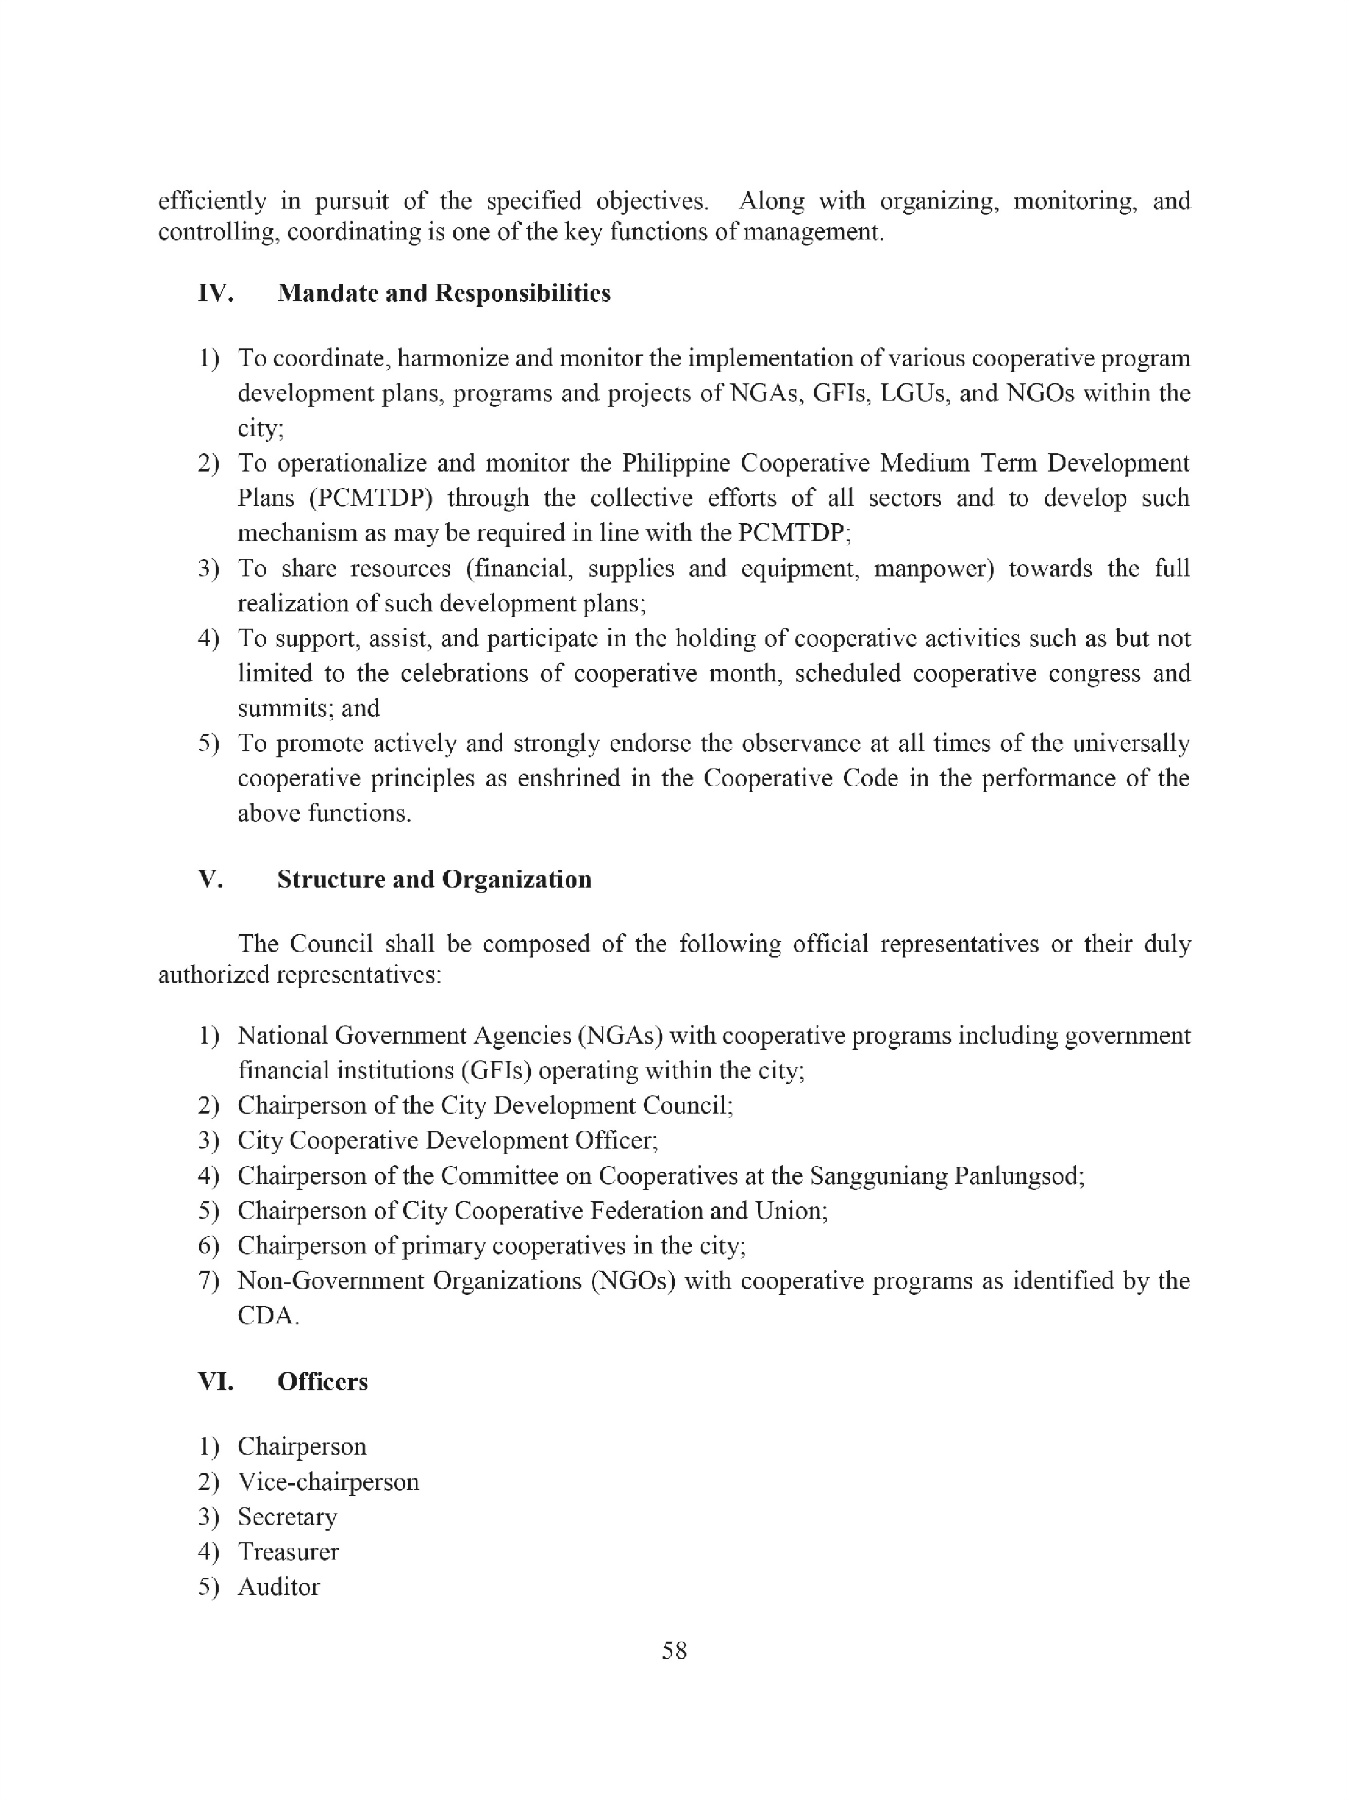 efficiently in pursuit of the specified objectives. Along with organizing, monitoring, and
controlling, coordinating is one of the key functions of management.
IV. Mandate and Responsibilities
1) To coordinate, harmonize and monitor the implementation of various cooperative program
development plans, programs and projects of NGAs, GFIs, LGUs, and NGOs within the
city;
2) To operationalize and monitor the Philippine Cooperative Medium Term Development
Plans (PCMTDP) through the collective efforts of all sectors and to develop such
mechanism as may be required in line with the PCMTDP;
3) To share resources (financial, supplies and equipment, manpower) towards the full
realization of such development plans;
4) To support, assist, and participate in the holding of cooperative activities such as but not
limited to the celebrations of cooperative month, scheduled cooperative congress and
summits; and
5) To promote actively and strongly endorse the observance at all times of the universally
cooperative principles as enshrined in the Cooperative Code in the performance of the
above functions.
V. Structure and Organization
The Council shall be composed of the following official representatives or their duly
authorized representatives:
1) National Government Agencies (NGAs) with cooperative programs including government
financial institutions (GFIs) operating within the city;
2) Chairperson of the City Development Council;
3) City Cooperative Development Officer;
4) Chairperson of the Committee on Cooperatives at the Sangguniang Panlungsod;
5) Chairperson of City Cooperative Federation and Union;
6) Chairperson of primary cooperatives in the city;
7) Non-Government Organizations (NGOs) with cooperative programs as identified by the
CDA.
VI. Officers
1) Chairperson
2) Vice-chairperson
3) Secretary
4) Treasurer
5) Auditor
58